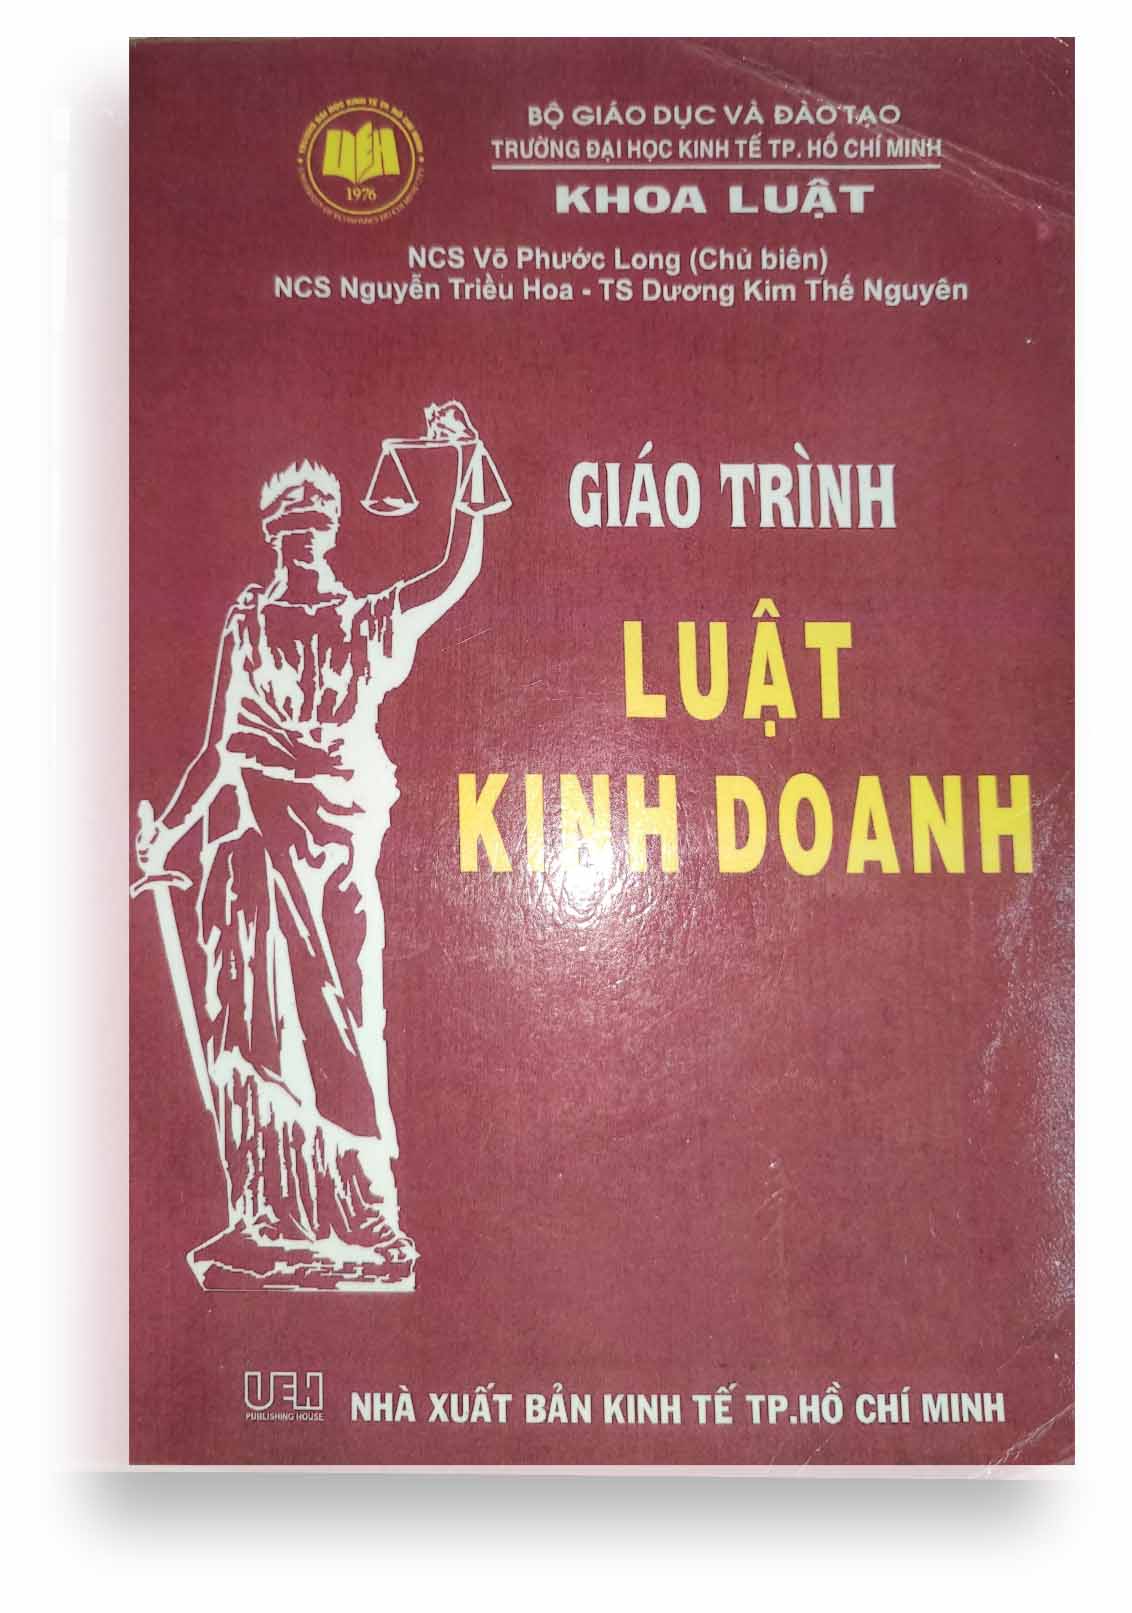 BỘ GIÁO DỤC VÀ ĐÀO TẠO
TRƯỜNG ĐẠI HỌC KINH TẾ TP. HỒ CHÍ MINH
KHOA LUẬT
UEH
1976
NCS Võ Phước Long (Chủ biên)
NCS Nguyễn Triều Hoa - TS Dương Kim Thế Nguyên
GIÁO TRÌNH
LUẬT
KINH DOANH
UEH
PUBLISHING HOUSE
NHÀ XUẤT BẢN KINH TẾ TP.HỒ CHÍ MINH